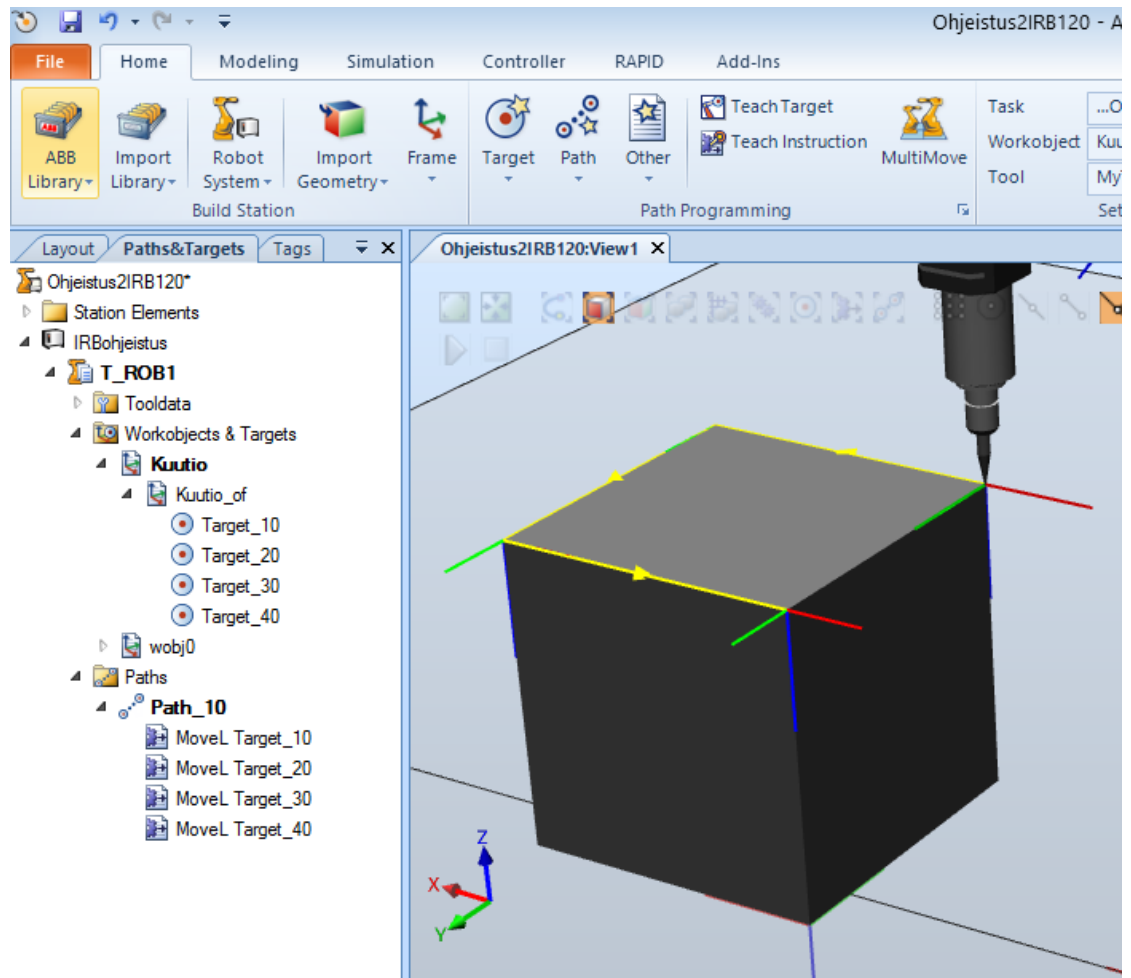 Ohjeistus2IRB120 - A
File Home Modeling Simulation Controller RAPID Add-Ins
ABB Library
Import Library
Robot System
Import Geometry
Frame
Target
Path
Other
Teach Target
Teach Instruction
MultiMove
Task ...O
Workobject Kuu
Tool My
Build Station
Path Programming
Set
Layout Paths&Targets Tags
Ohjeistus2IRB120:View1
Ohjeistus2IRB120*
Station Elements
IRBohjeistus
T_ROB1
Tooldata
Workobjects & Targets
Kuutio
Kuutio_of
Target_10
Target_20
Target_30
Target_40
wobj0
Paths
Path_10
MoveL Target_10
MoveL Target_20
MoveL Target_30
MoveL Target_40
Z
X
Y